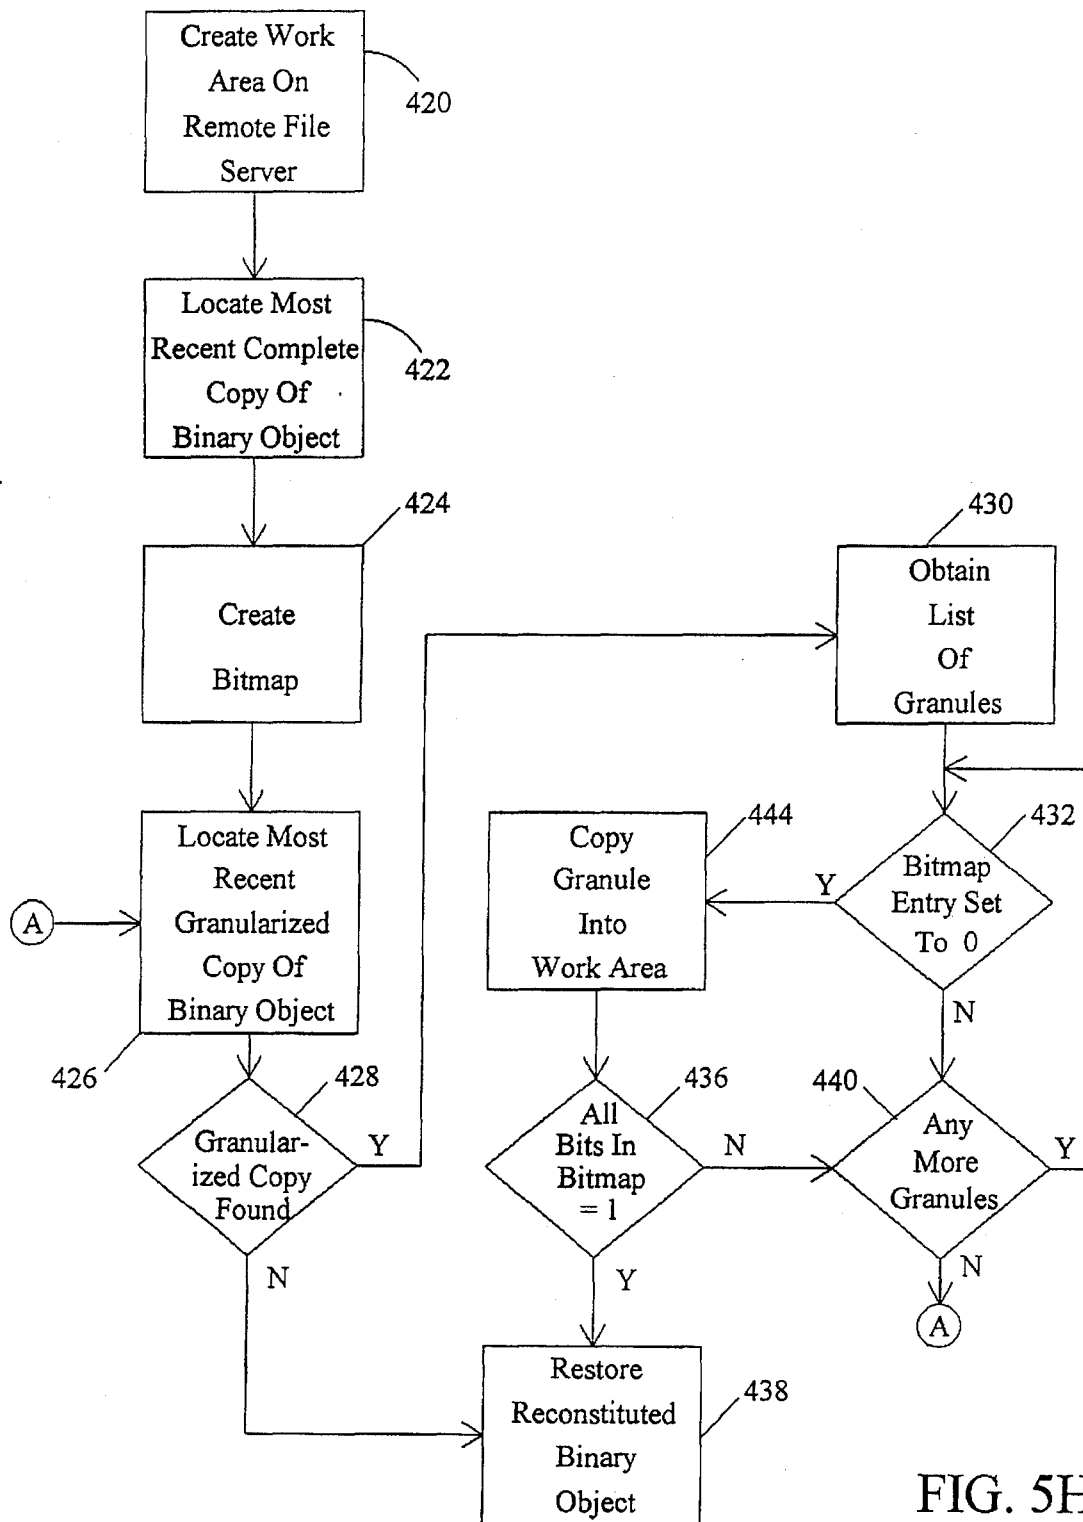 Create Work
Area On
Remote File
Server
420
Locate Most
Recent Complete
Copy Of
Binary Object
422
424
Create
Bitmap
430
Obtain
List
Of
Granules
Locate Most
Recent
Granularized
Copy Of
Binary Object
A
426
428
Granular-
ized Copy
Found
Y
N
444
Copy
Granule
Into
Work Area
432
Bitmap
Entry Set
To 0
Y
N
436
All
Bits In
Bitmap
= 1
N
Y
440
Any
More
Granules
Y
N
A
Restore
Reconstituted
Binary
Object
438
FIG. 5H